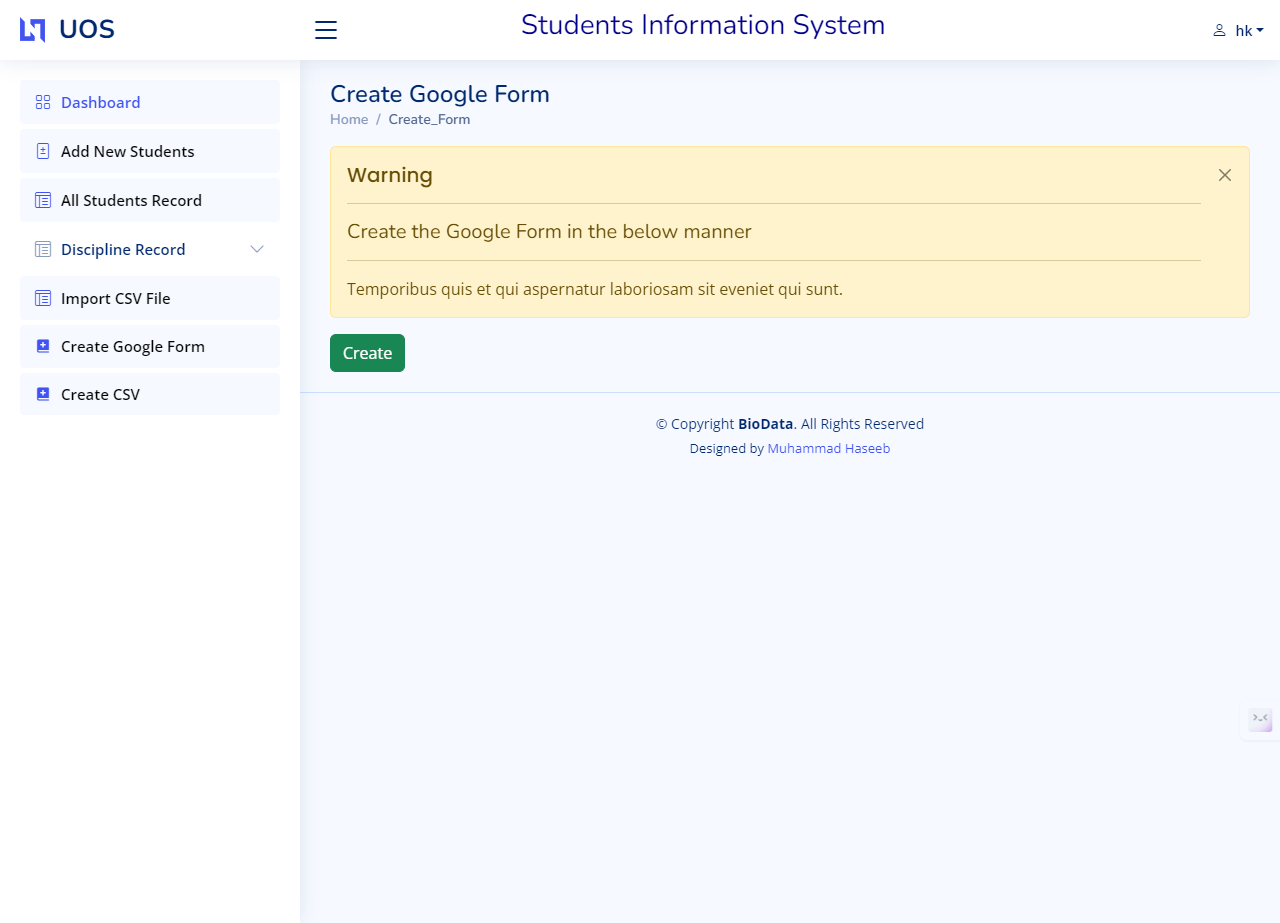 UOS
Students Information System
hk
Dashboard
Add New Students
All Students Record
Discipline Record
Import CSV File
Create Google Form
Create CSV
Create Google Form
Home / Create_Form
Warning
Create the Google Form in the below manner
Temporibus quis et qui aspernatur laboriosam sit eveniet qui sunt.
Create
© Copyright BioData. All Rights Reserved
Designed by Muhammad Haseeb